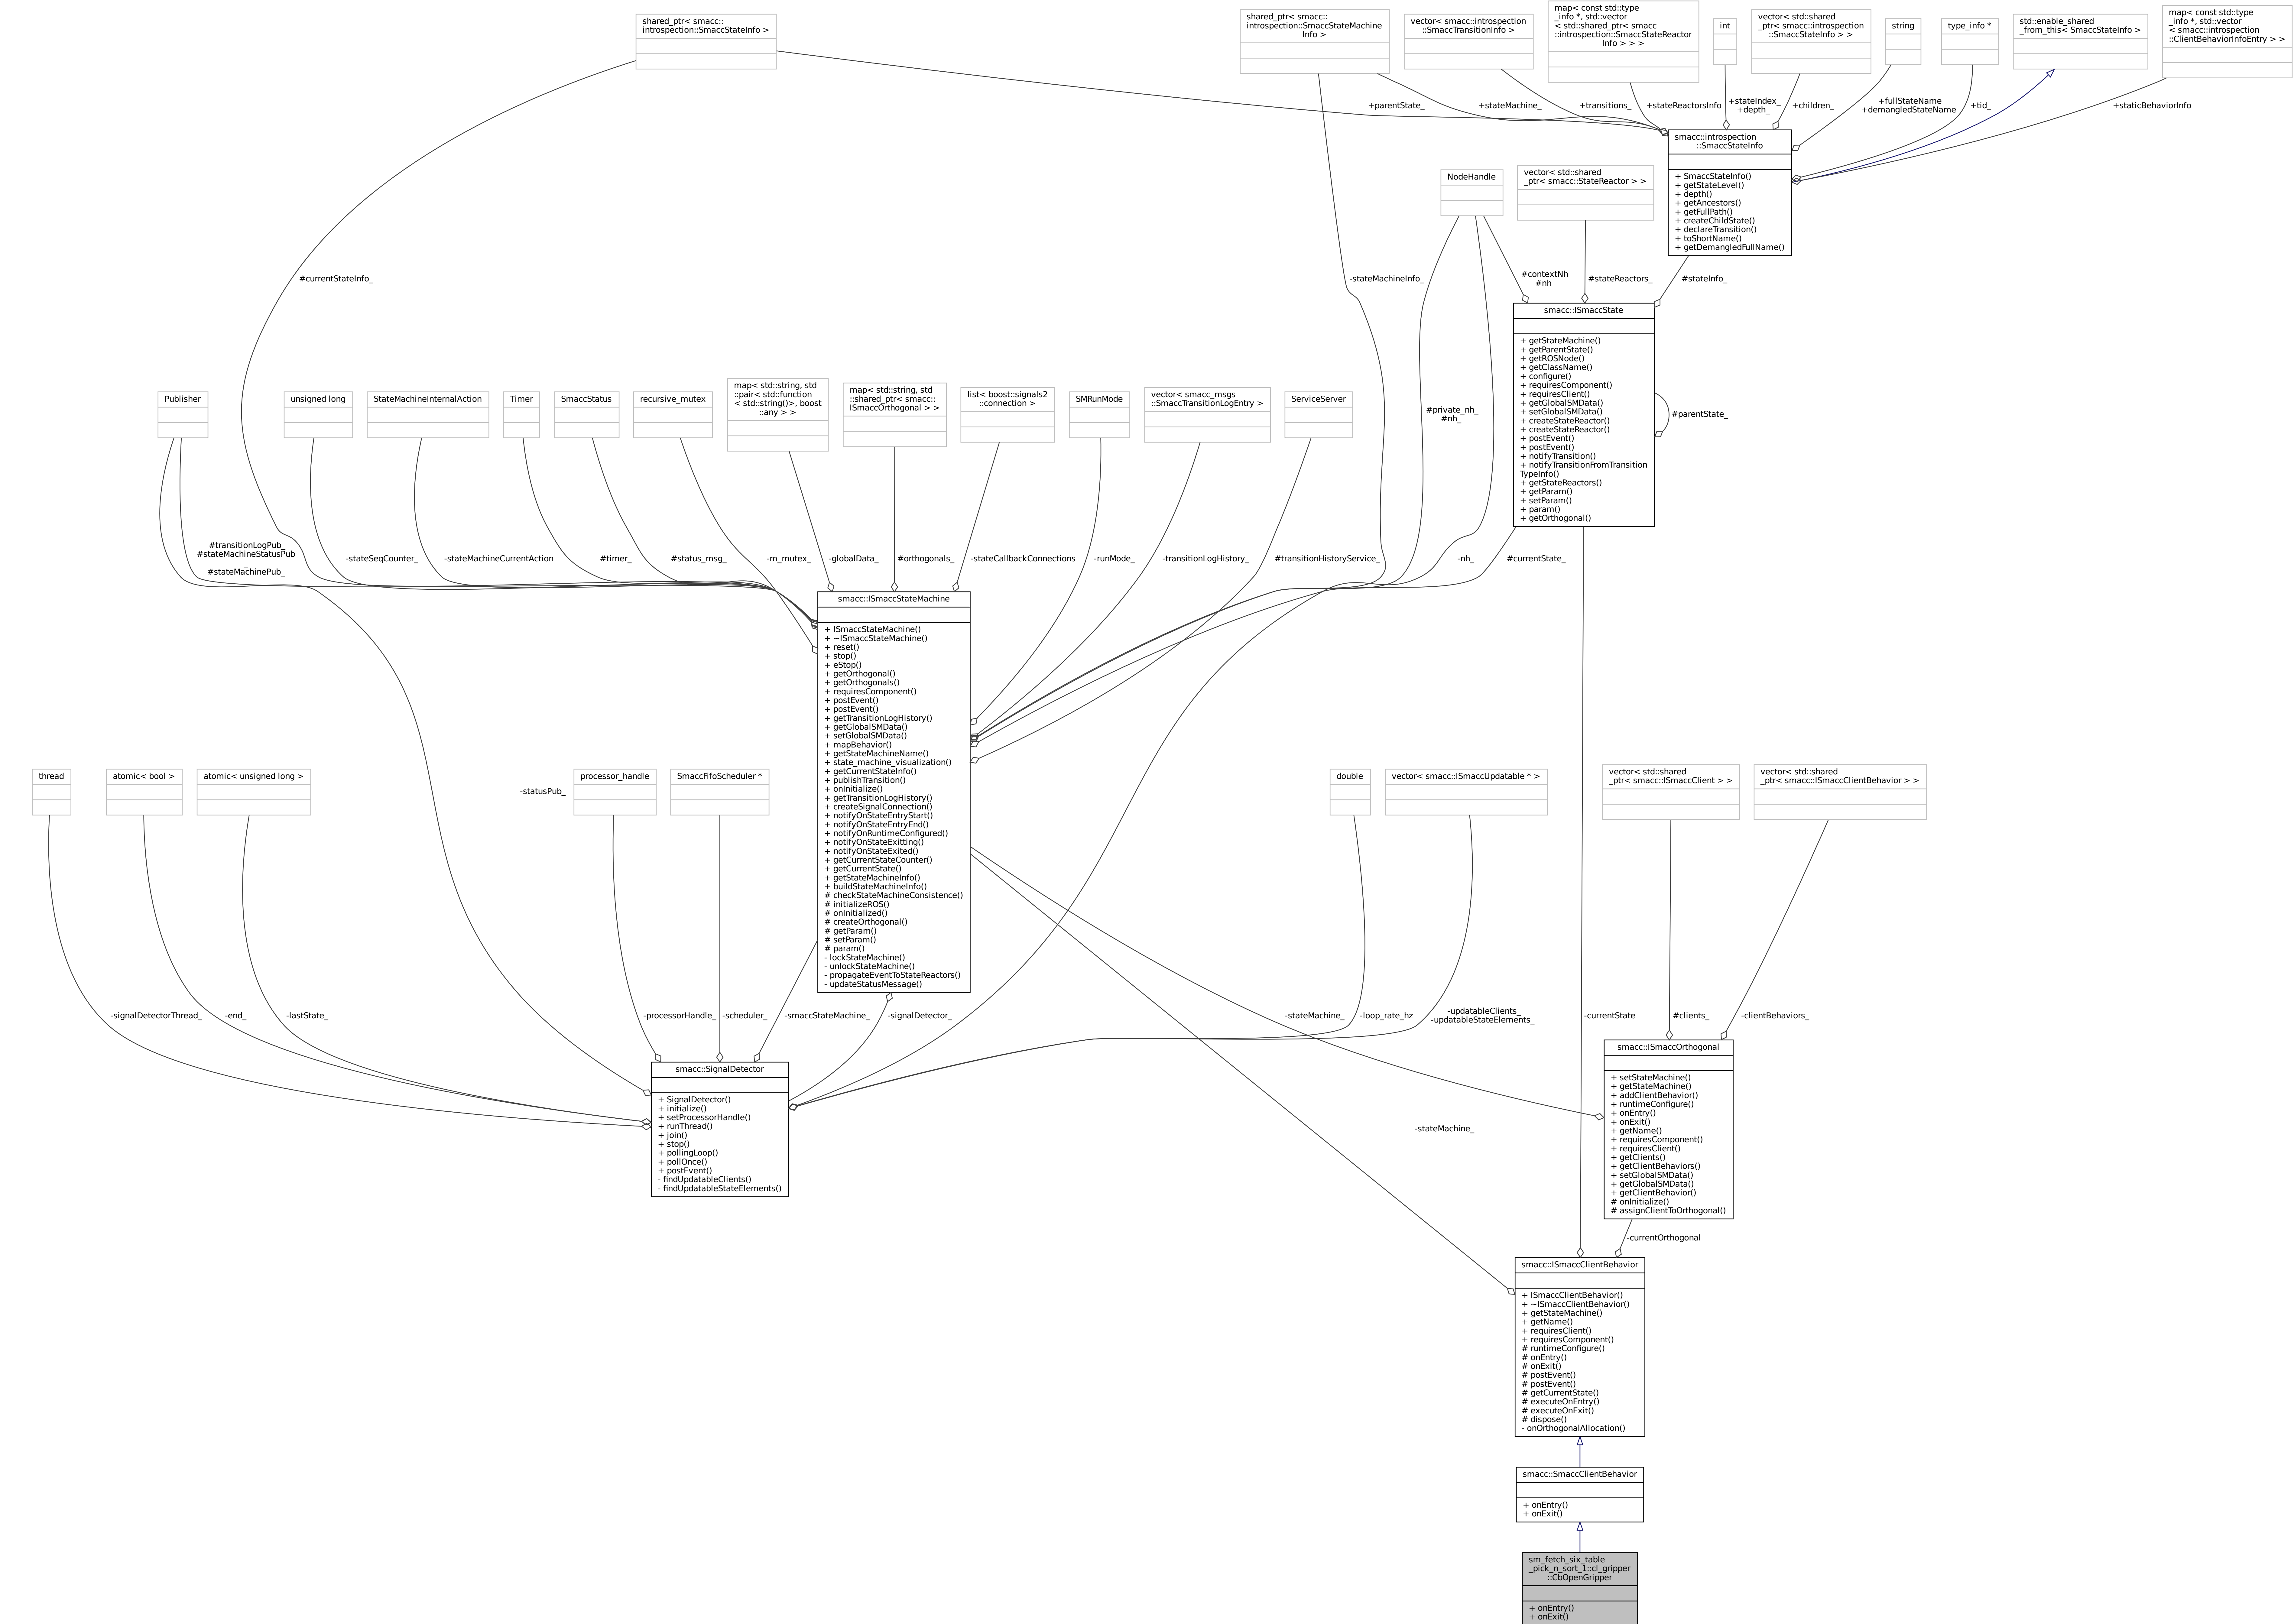 shared_ptr< smacc::
introspection::SmaccStateInfo >
shared_ptr< smacc::
introspection::SmaccStateMachine
Info >
vector< smacc::introspection
::SmaccTransitionInfo >
map< const std::type
_info *, std::vector
< std::shared_ptr< smacc
::introspection::SmaccStateReactor
Info > > >
int
vector< std::shared
_ptr< smacc::introspection
::SmaccStateInfo > >
string
type_info *
std::enable_shared
_from_this< SmaccStateInfo >
map< const std::type
_info *, std::vector
< smacc::introspection
::ClientBehaviorInfoEntry > >
+parentState_
+stateMachine_
+transitions_
+stateReactorsInfo
+stateIndex_
+depth_
+children_
+fullStateName
+demangledStateName
+tid_
+staticBehaviorInfo
smacc::introspection
::SmaccStateInfo
+ SmaccStateInfo()
+ getStateLevel()
+ depth()
+ getAncestors()
+ getFullPath()
+ createChildState()
+ declareTransition()
+ toShortName()
+ getDemangledFullName()
NodeHandle
vector< std::shared
_ptr< smacc::StateReactor > >
#currentStateInfo_
-stateMachineInfo_
#contextNh
#nh
#stateReactors_
#stateInfo_
smacc::ISmaccState
+ getStateMachine()
+ getParentState()
+ getROSNode()
+ getClassName()
+ configure()
+ requiresComponent()
+ requiresClient()
+ getGlobalSMData()
+ setGlobalSMData()
+ createStateReactor()
+ createStateReactor()
+ postEvent()
+ postEvent()
+ notifyTransition()
+ notifyTransitionFromTransition
TypeInfo()
+ getStateReactors()
+ getParam()
+ setParam()
+ param()
+ getOrthogonal()
#parentState_
Publisher
unsigned long
StateMachineInternalAction
Timer
SmaccStatus
recursive_mutex
map< std::string, std
::pair< std::function
< std::string()>, boost
::any > >
map< std::string, std
::shared_ptr< smacc::
ISmaccOrthogonal > >
list< boost::signals2
::connection >
SMRunMode
vector< smacc_msgs
::SmaccTransitionLogEntry >
ServiceServer
#private_nh_
#nh_
#transitionLogPub_
#stateMachineStatusPub
_
#stateMachinePub_
-stateSeqCounter_
-stateMachineCurrentAction
#timer_
#status_msg_
-m_mutex_
-globalData_
#orthogonals_
-stateCallbackConnections
-runMode_
-transitionLogHistory_
#transitionHistoryService_
-nh_
#currentState_
smacc::ISmaccStateMachine
+ ISmaccStateMachine()
+ ~ISmaccStateMachine()
+ reset()
+ stop()
+ eStop()
+ getOrthogonal()
+ getOrthogonals()
+ requiresComponent()
+ postEvent()
+ postEvent()
+ getTransitionLogHistory()
+ getGlobalSMData()
+ setGlobalSMData()
+ mapBehavior()
+ getStateMachineName()
+ state_machine_visualization()
+ getCurrentStateInfo()
+ publishTransition()
+ onInitialize()
+ getTransitionLogHistory()
+ createSignalConnection()
+ notifyOnStateEntryStart()
+ notifyOnStateEntryEnd()
+ notifyOnRuntimeConfigured()
+ notifyOnStateExitting()
+ notifyOnStateExited()
+ getCurrentStateCounter()
+ getCurrentState()
+ getStateMachineInfo()
+ buildStateMachineInfo()
# checkStateMachineConsistence()
# initializeROS()
# onInitialized()
# createOrthogonal()
# getParam()
# setParam()
# param()
- lockStateMachine()
- unlockStateMachine()
- propagateEventToStateReactors()
- updateStatusMessage()
thread
atomic< bool >
atomic< unsigned long >
-statusPub_
processor_handle
SmaccFifoScheduler *
double
vector< smacc::ISmaccUpdatable * >
vector< std::shared
_ptr< smacc::ISmaccClient > >
vector< std::shared
_ptr< smacc::ISmaccClientBehavior > >
-signalDetectorThread_
-end_
-lastState_
-processorHandle_
-scheduler_
-smaccStateMachine_
-signalDetector_
-stateMachine_
-loop_rate_hz
-updatableClients_
-updatableStateElements_
-currentState
#clients_
-clientBehaviors_
smacc::SignalDetector
+ SignalDetector()
+ initialize()
+ setProcessorHandle()
+ runThread()
+ join()
+ stop()
+ pollingLoop()
+ pollOnce()
+ postEvent()
- findUpdatableClients()
- findUpdatableStateElements()
smacc::ISmaccOrthogonal
+ setStateMachine()
+ getStateMachine()
+ addClientBehavior()
+ runtimeConfigure()
+ onEntry()
+ onExit()
+ getName()
+ requiresComponent()
+ requiresClient()
+ getClients()
+ getClientBehaviors()
+ setGlobalSMData()
+ getGlobalSMData()
+ getClientBehavior()
# onInitialize()
# assignClientToOrthogonal()
-stateMachine_
-currentOrthogonal
smacc::ISmaccClientBehavior
+ ISmaccClientBehavior()
+ ~ISmaccClientBehavior()
+ getStateMachine()
+ getName()
+ requiresClient()
+ requiresComponent()
# runtimeConfigure()
# onEntry()
# onExit()
# postEvent()
# postEvent()
# getCurrentState()
# executeOnEntry()
# executeOnExit()
# dispose()
- onOrthogonalAllocation()
smacc::SmaccClientBehavior
+ onEntry()
+ onExit()
sm_fetch_six_table
_pick_n_sort_1::cl_gripper
::CbOpenGripper
+ onEntry()
+ onExit()